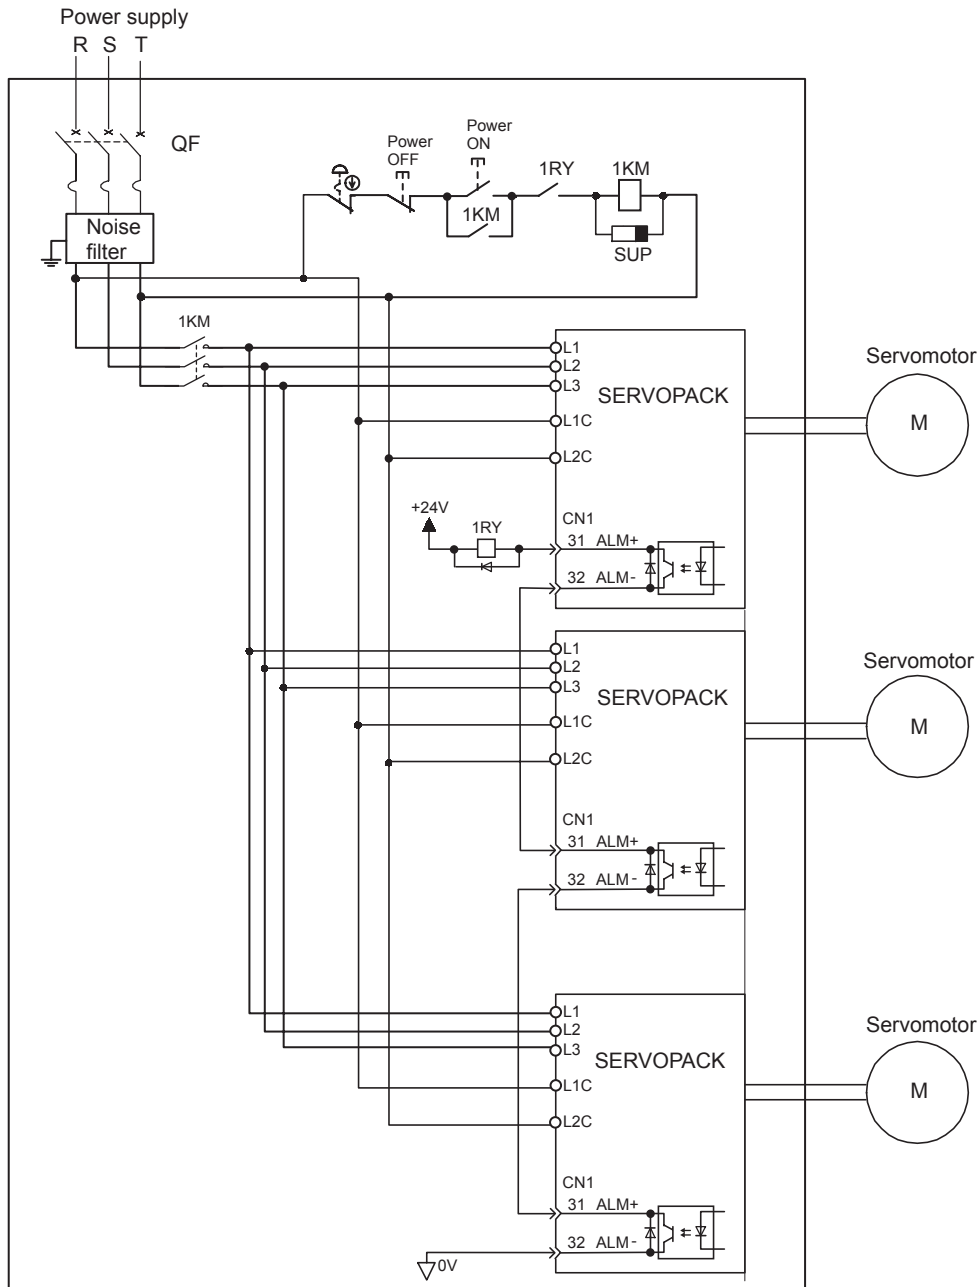 Power supply
R S T
QF
Power
OFF
Power
ON
1RY
1KM
1KM
SUP
Noise
filter
1KM
L1
L2
L3
SERVOPACK
L1C
L2C
Servomotor
M
+24V
1RY
CN1
31 ALM+
32 ALM-
L1
L2
L3
SERVOPACK
L1C
L2C
Servomotor
M
CN1
31 ALM+
32 ALM-
L1
L2
L3
SERVOPACK
L1C
L2C
Servomotor
M
CN1
31 ALM+
32 ALM-
0V